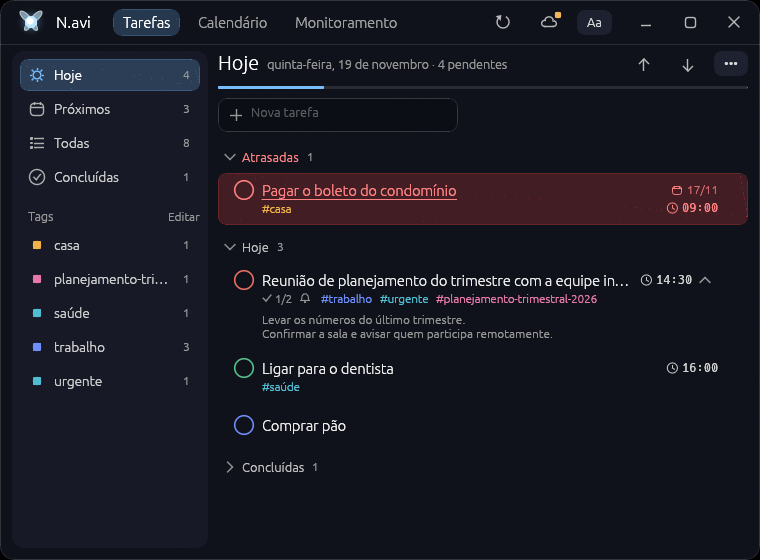 N.avi Tarefas Calendário Monitoramento Aa
Hoje 4
Próximos 3
Todas 8
Concluídas 1
Tags Editar
casa 1
planejamento-tri... 1
saúde 1
trabalho 3
urgente 1
Hoje quinta-feira, 19 de novembro · 4 pendentes
Nova tarefa
Atrasadas 1
Pagar o boleto do condomínio 17/11
#casa 09:00
Hoje 3
Reunião de planejamento do trimestre com a equipe in... 14:30
1/2 #trabalho #urgente #planejamento-trimestral-2026
Levar os números do último trimestre.
Confirmar a sala e avisar quem participa remotamente.
Ligar para o dentista 16:00
#saúde
Comprar pão
Concluídas 1